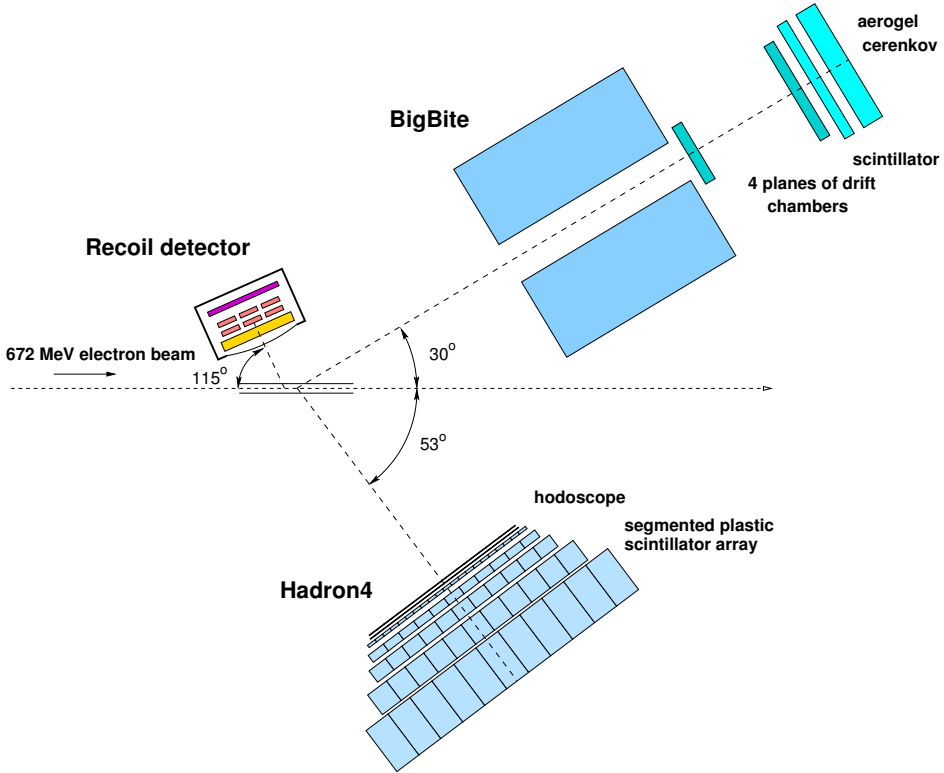 aerogel
cerenkov
BigBite
scintillator
4 planes of drift
chambers
Recoil detector
672 MeV electron beam
115°
30°
53°
hodoscope
segmented plastic
scintillator array
Hadron4